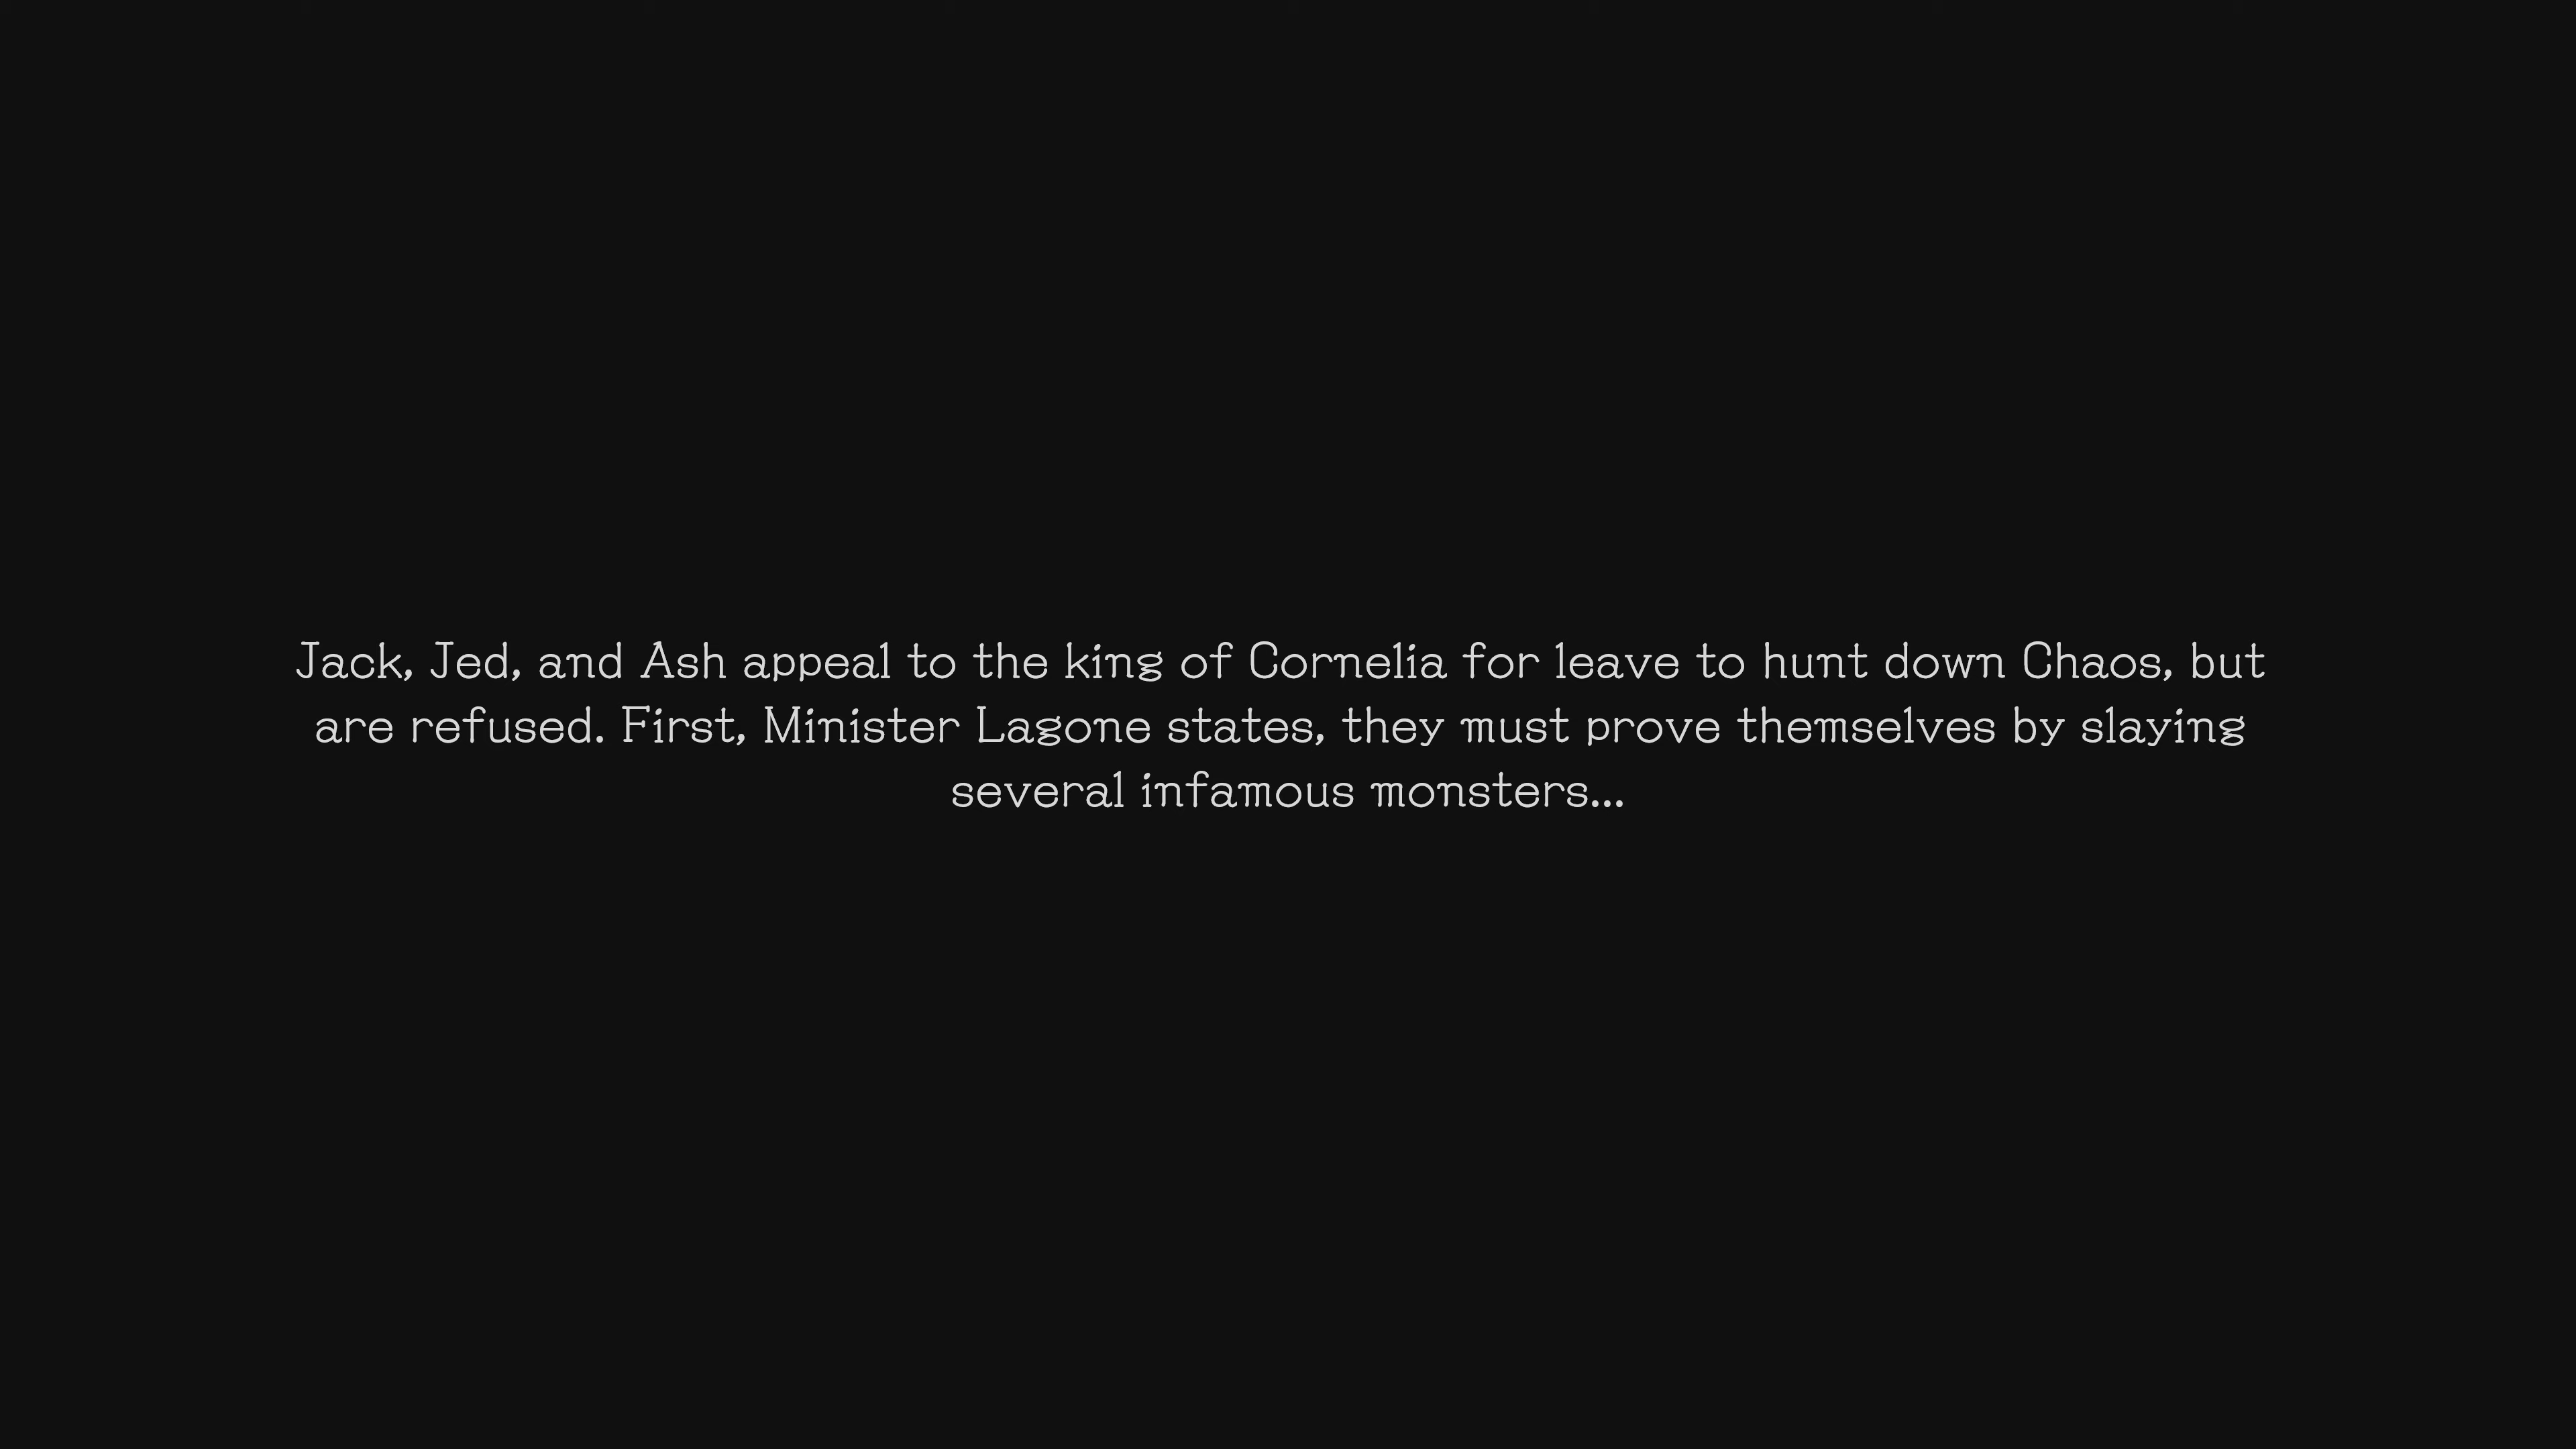 Jack, Jed, and Ash appeal to the king of Cornelia for leave to hunt down Chaos, but
are refused. First, Minister Lagone states, they must prove themselves by slaying
several infamous monsters...